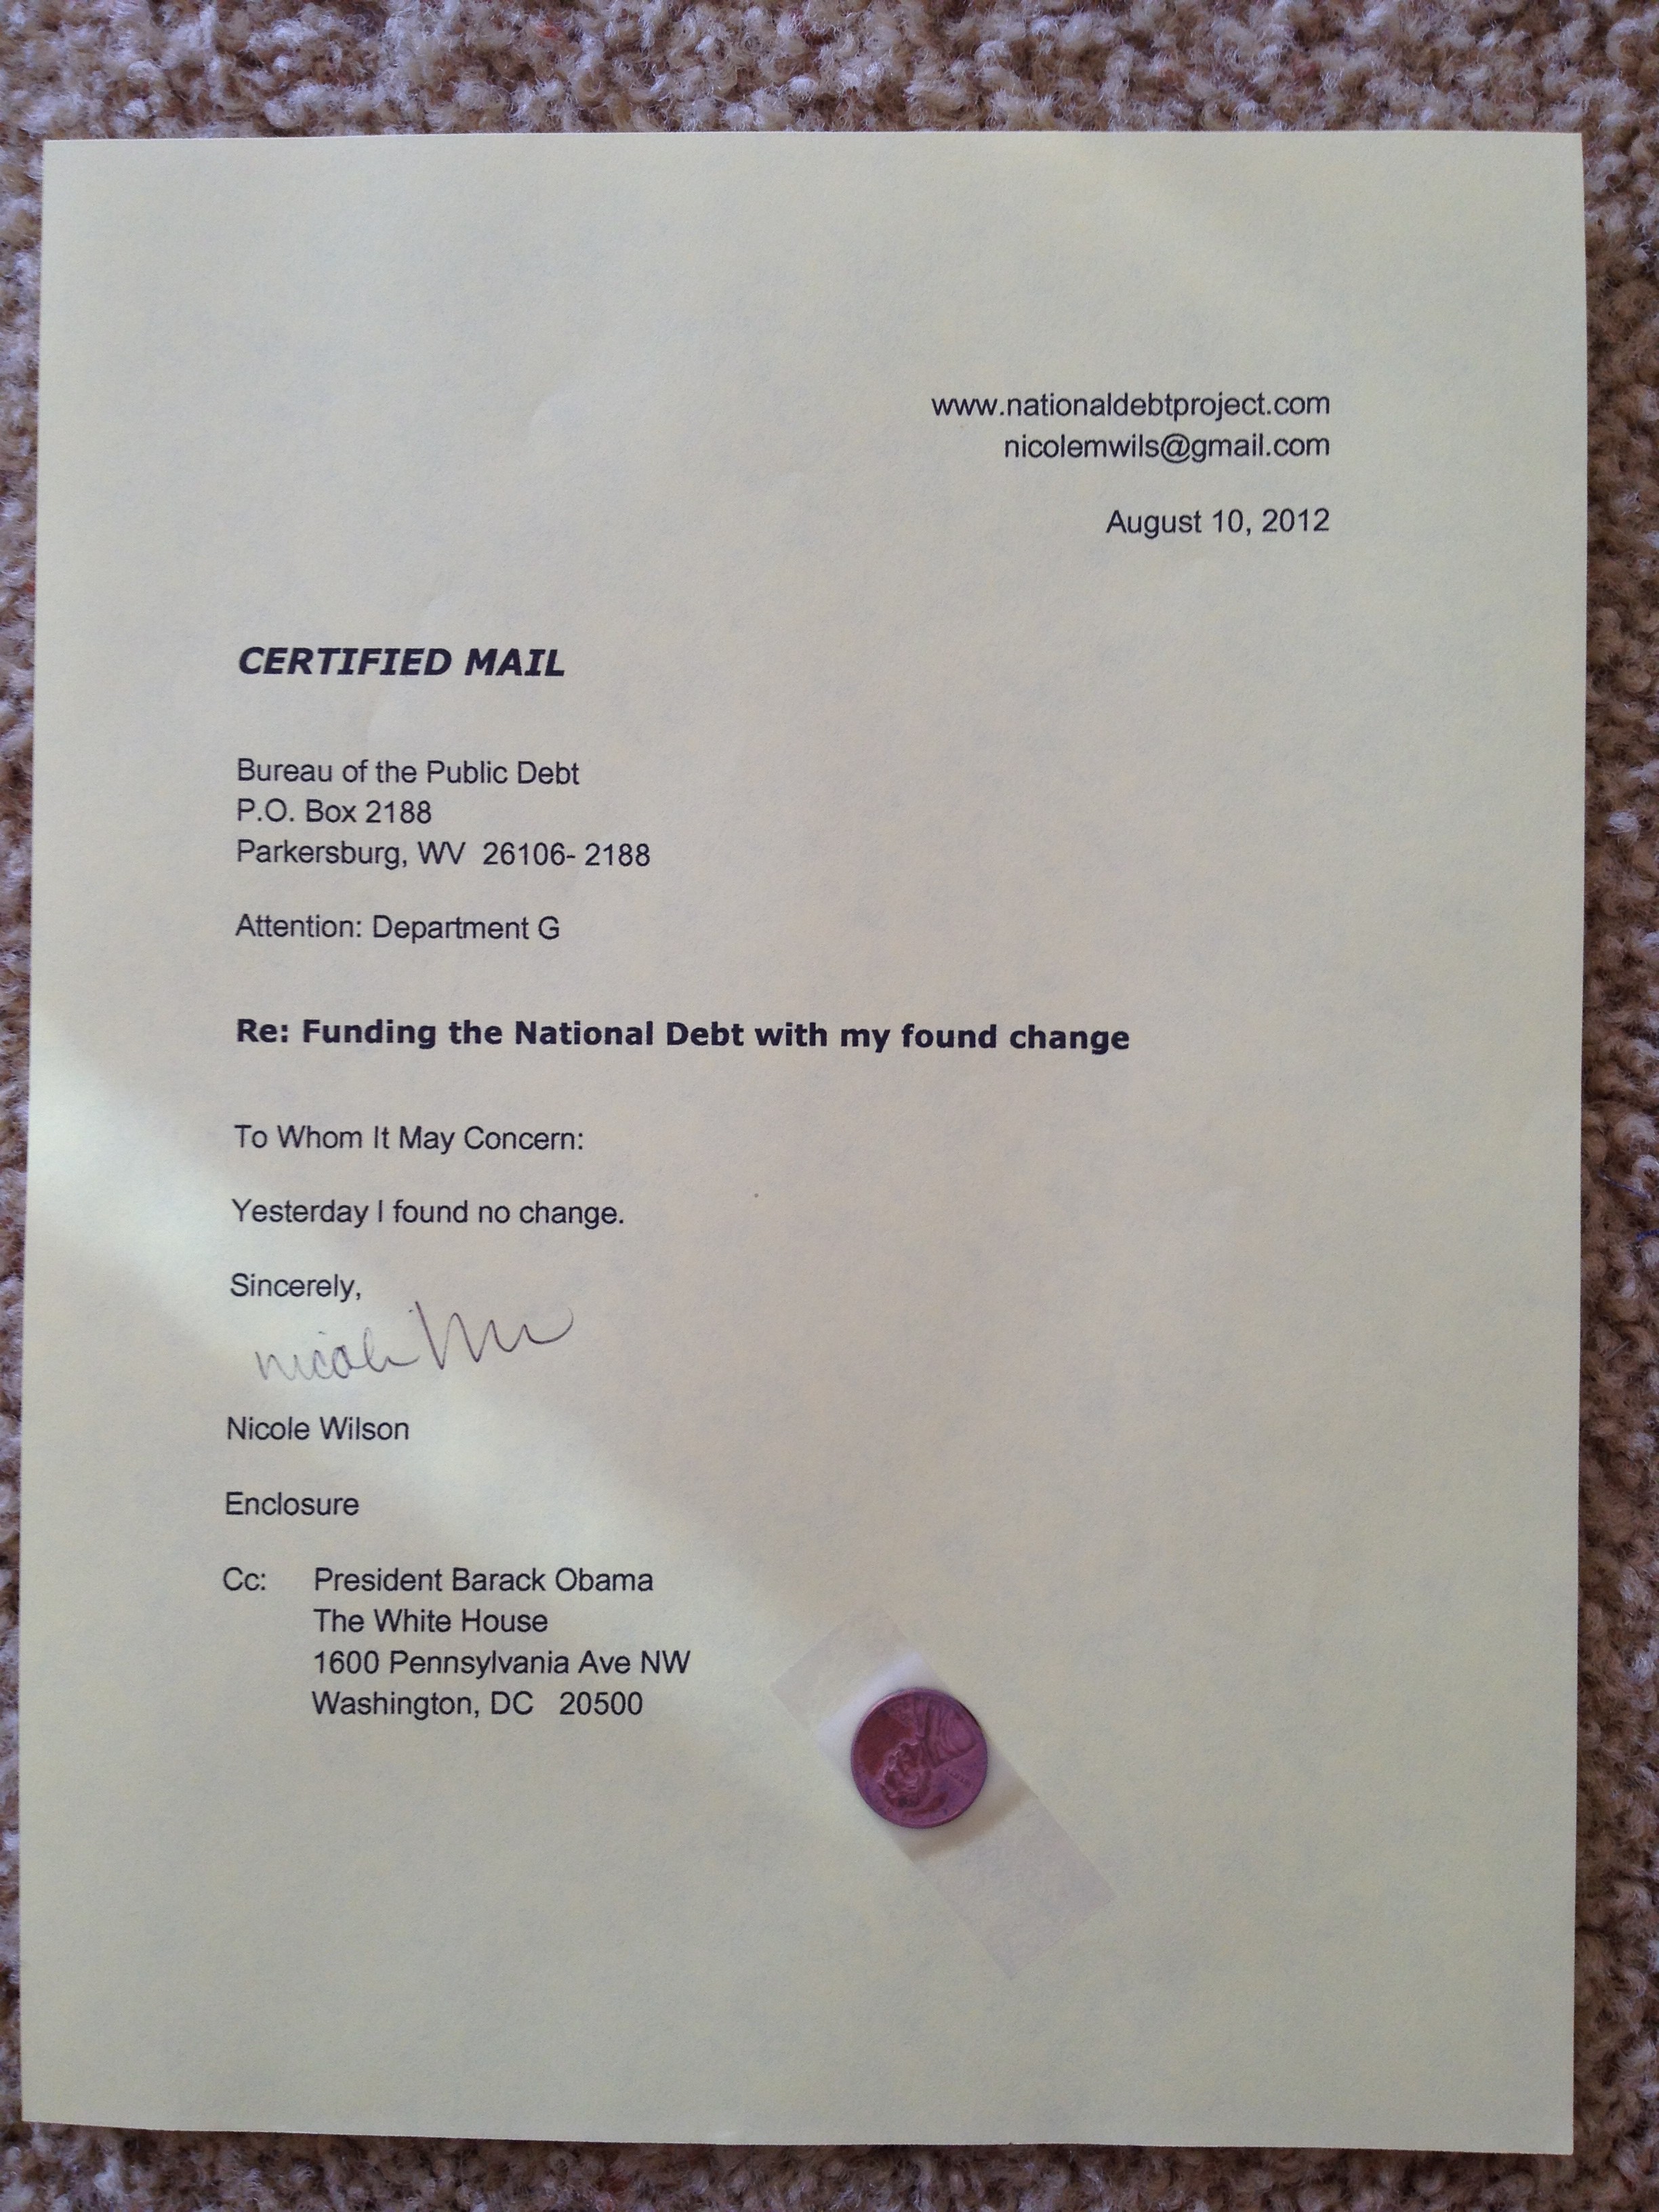 www.nationaldebtproject.com
nicolemwils@gmail.com
August 10, 2012
CERTIFIED MAIL
Bureau of the Public Debt
P.O. Box 2188
Parkersburg, WV 26106- 2188
Attention: Department G
Re: Funding the National Debt with my found change
To Whom It May Concern:
Yesterday I found no change.
Sincerely,
Nicole Wilson
Enclosure
Cc: President Barack Obama
The White House
1600 Pennsylvania Ave NW
Washington, DC 20500